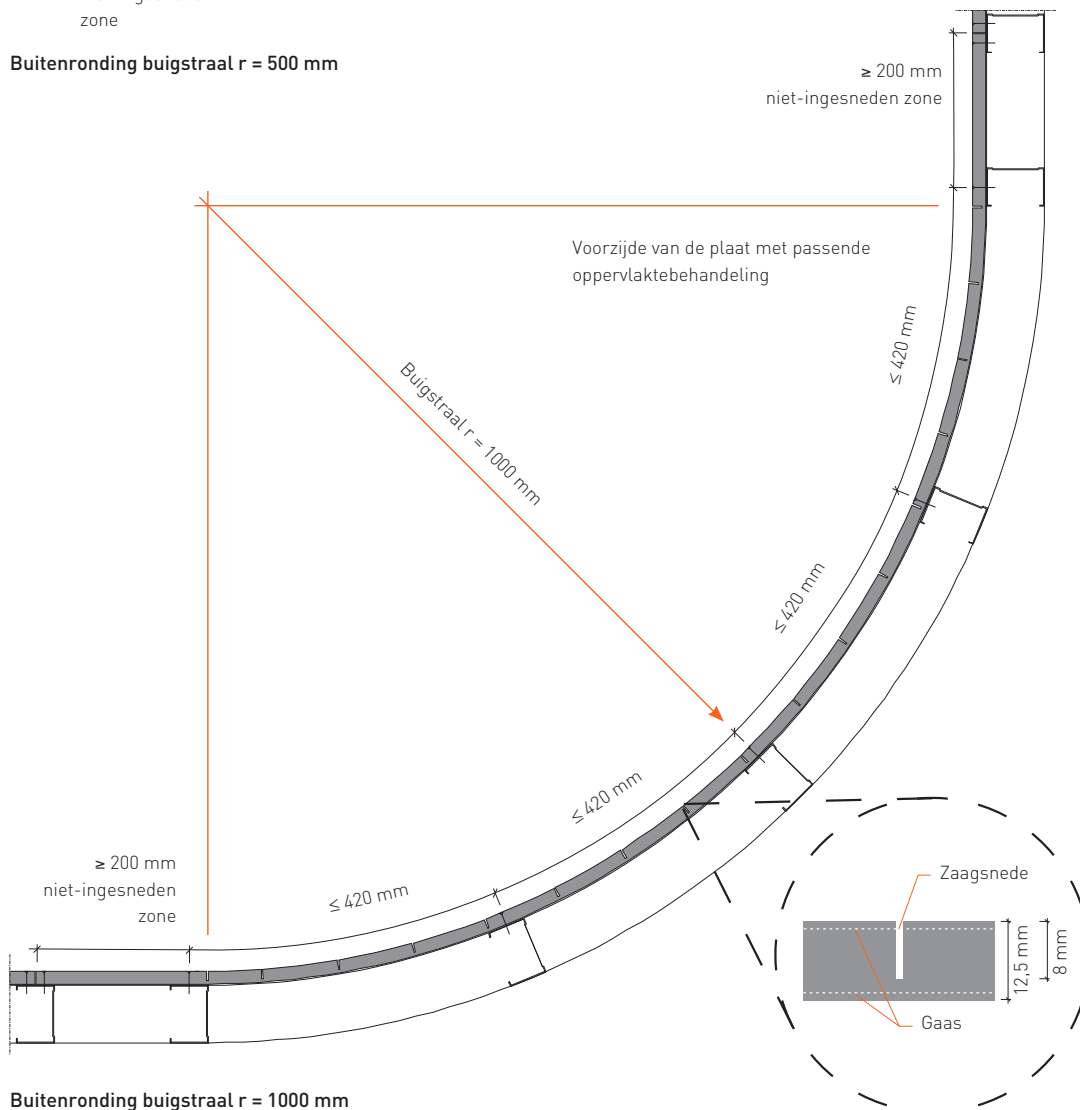 zone
Buitenronding buigstraal r = 500 mm
≥ 200 mm
niet-ingesneden zone
Voorzijde van de plaat met passende
oppervlaktebehandeling
≤ 420 mm
Buigstraal r = 1000 mm
≤ 420 mm
≤ 420 mm
≥ 200 mm
niet-ingesneden
zone
≤ 420 mm
Zaagsnede
12,5 mm
8 mm
Gaas
Buitenronding buigstraal r = 1000 mm